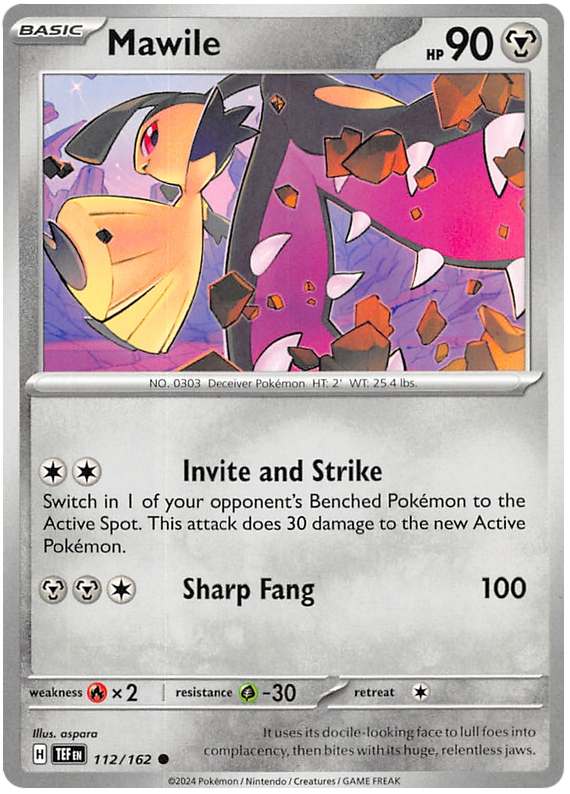 BASIC
Mawile
HP 90
NO. 0303 Deceiver Pokémon HT: 2' WT: 25.4 lbs.
Invite and Strike
Switch in 1 of your opponent's Benched Pokémon to the
Active Spot. This attack does 30 damage to the new Active
Pokémon.
Sharp Fang 100
weakness ×2 resistance -30 retreat
Illus. aspara
It uses its docile-looking face to lull foes into
complacency, then bites with its huge, relentless jaws.
H TEF EN 112/162
©2024 Pokémon / Nintendo / Creatures / GAME FREAK